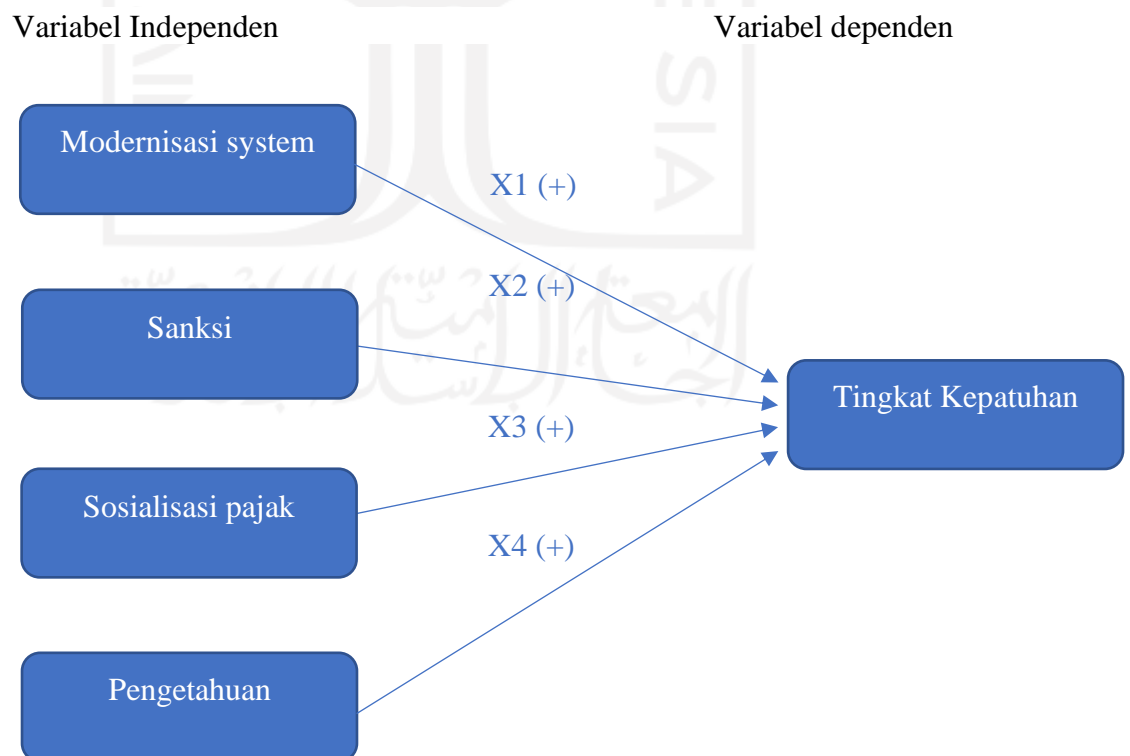 Variabel Independen
Variabel dependen
Modernisasi system
X1 (+)
X2 (+)
Sanksi
Tingkat Kepatuhan
X3 (+)
Sosialisasi pajak
X4 (+)
Pengetahuan